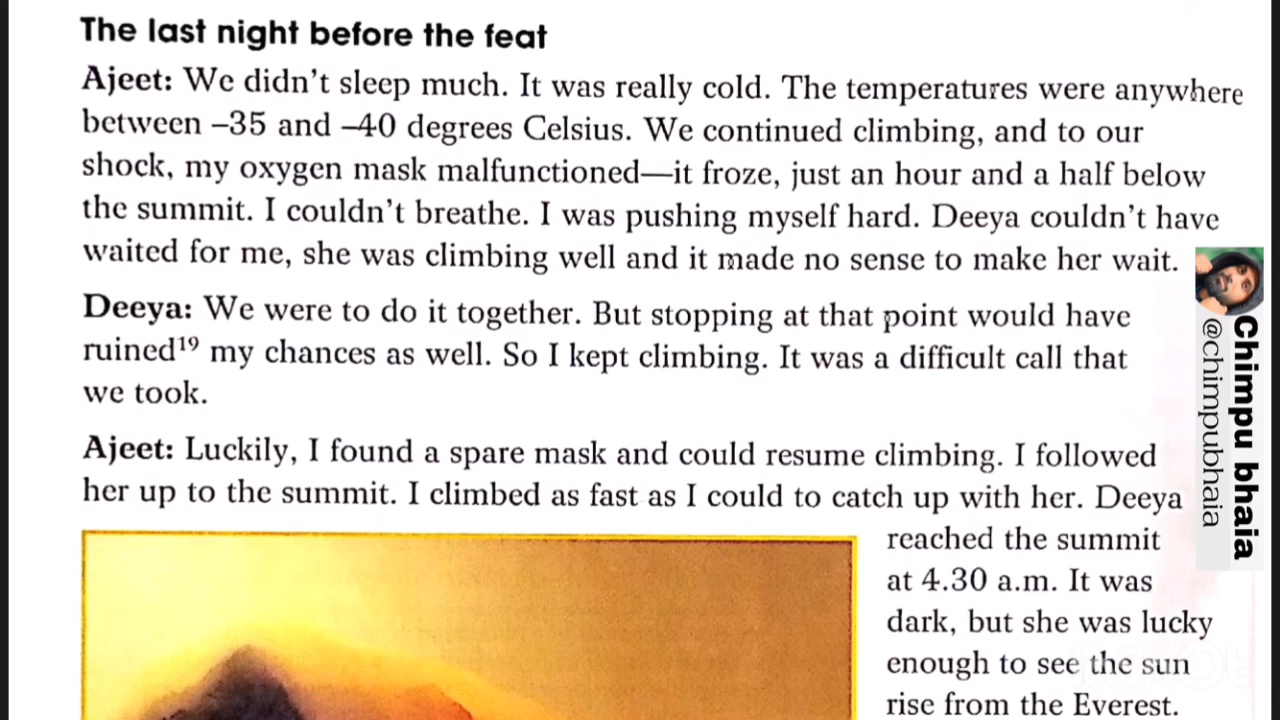 The last night before the feat
Ajeet: We didn't sleep much. It was really cold. The temperatures were anywhere
between –35 and –40 degrees Celsius. We continued climbing, and to our
shock, my oxygen mask malfunctioned—it froze, just an hour and a half below
the summit. I couldn't breathe. I was pushing myself hard. Deeya couldn't have
waited for me, she was climbing well and it made no sense to make her wait.
Deeya: We were to do it together. But stopping at that point would have
ruined¹⁹ my chances as well. So I kept climbing. It was a difficult call that
we took.
Ajeet: Luckily, I found a spare mask and could resume climbing. I followed
her up to the summit. I climbed as fast as I could to catch up with her. Deeya
reached the summit
at 4.30 a.m. It was
dark, but she was lucky
enough to see the sun
rise from the Everest.
Chimpu bhaia
@chimpubhaia